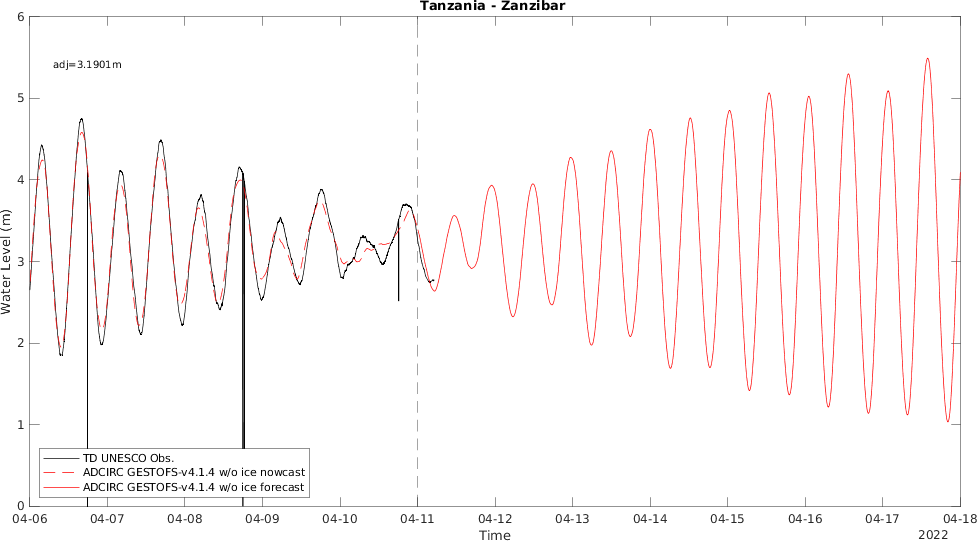 Tanzania - Zanzibar
6
adj=3.1901m
5
4
3
2
1
0
Water Level (m)
TD UNESCO Obs.
ADCIRC GESTOFS-v4.1.4 w/o ice nowcast
ADCIRC GESTOFS-v4.1.4 w/o ice forecast
04-06 04-07 04-08 04-09 04-10 04-11 04-12 04-13 04-14 04-15 04-16 04-17 04-18
Time
2022